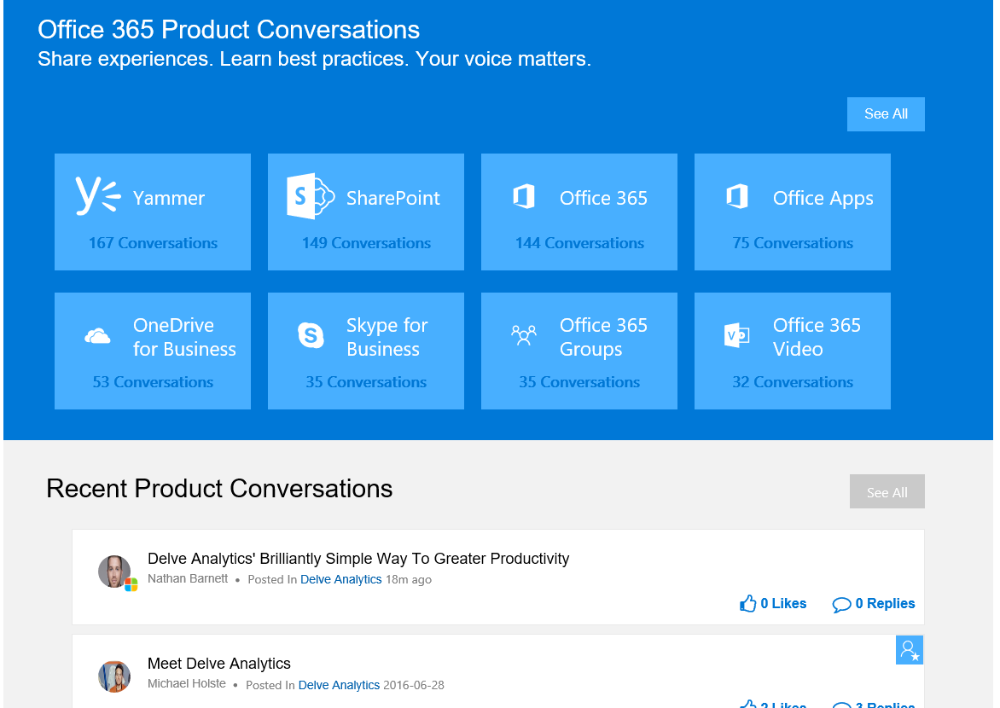 Office 365 Product Conversations
Share experiences. Learn best practices. Your voice matters.
See All
Yammer
167 Conversations
SharePoint
149 Conversations
Office 365
144 Conversations
Office Apps
75 Conversations
OneDrive
for Business
53 Conversations
Skype for
Business
35 Conversations
Office 365
Groups
35 Conversations
Office 365
Video
32 Conversations
Recent Product Conversations
See All
Delve Analytics' Brilliantly Simple Way To Greater Productivity
Nathan Barnett • Posted In Delve Analytics 18m ago
0 Likes 0 Replies
Meet Delve Analytics
Michael Holste • Posted In Delve Analytics 2016-06-28
2 Likes 3 Replies